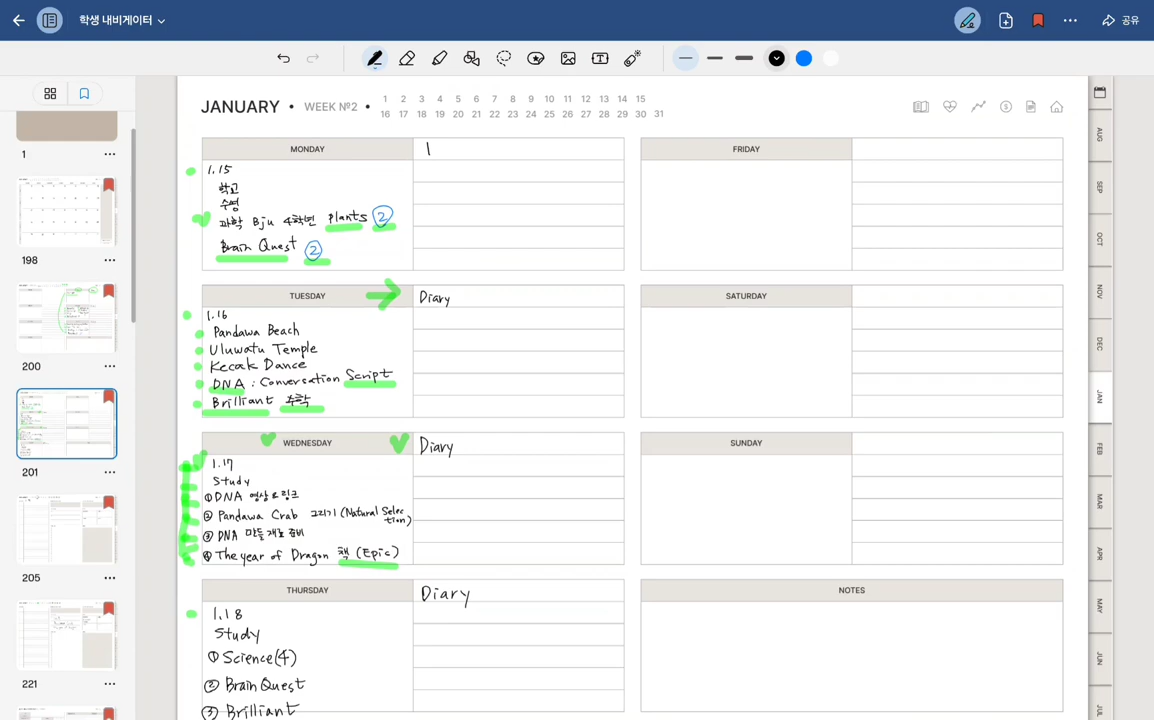 학생 내비게이터
공유
JANUARY • WEEK №2 •
1 2 3 4 5 6 7 8 9 10 11 12 13 14 15
16 17 18 19 20 21 22 23 24 25 26 27 28 29 30 31
1
198
200
201
205
221
MONDAY
1
1.15
학교
수영
과학 Bju 4학년 plants ②
Brain Quest ②
TUESDAY
Diary
1.16
Pandawa Beach
Uluwatu Temple
Kecak Dance
DNA : Conversation Script
Brilliant 수학
WEDNESDAY
Diary
1.17
Study
① DNA 영상 & 링크
② Pandawa Crab 그리기 (Natural Selection)
③ DNA 만들 재료 준비
④ The year of Dragon 책 (Epic)
THURSDAY
Diary
1.18
Study
① Science(4)
② Brain Quest
③ Brilliant
FRIDAY
SATURDAY
SUNDAY
NOTES
AUG
SEP
OCT
NOV
DEC
JAN
FEB
MAR
APR
MAY
JUN
JUL